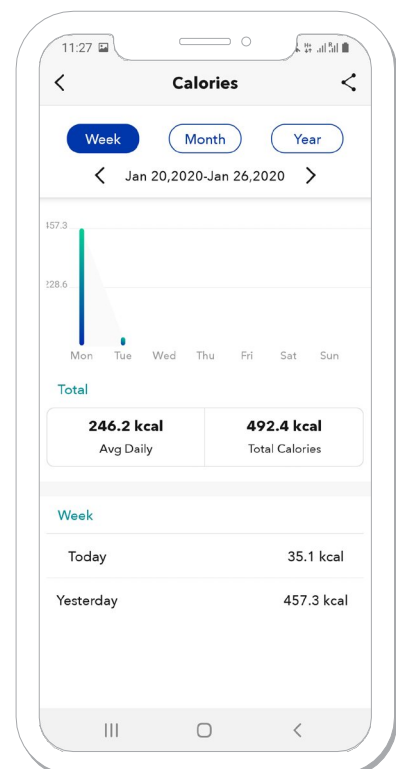 11:27
Calories
Week Month Year
Jan 20,2020-Jan 26,2020
457.3
228.6
Mon Tue Wed Thu Fri Sat Sun
Total
246.2 kcal 492.4 kcal
Avg Daily Total Calories
Week
Today 35.1 kcal
Yesterday 457.3 kcal